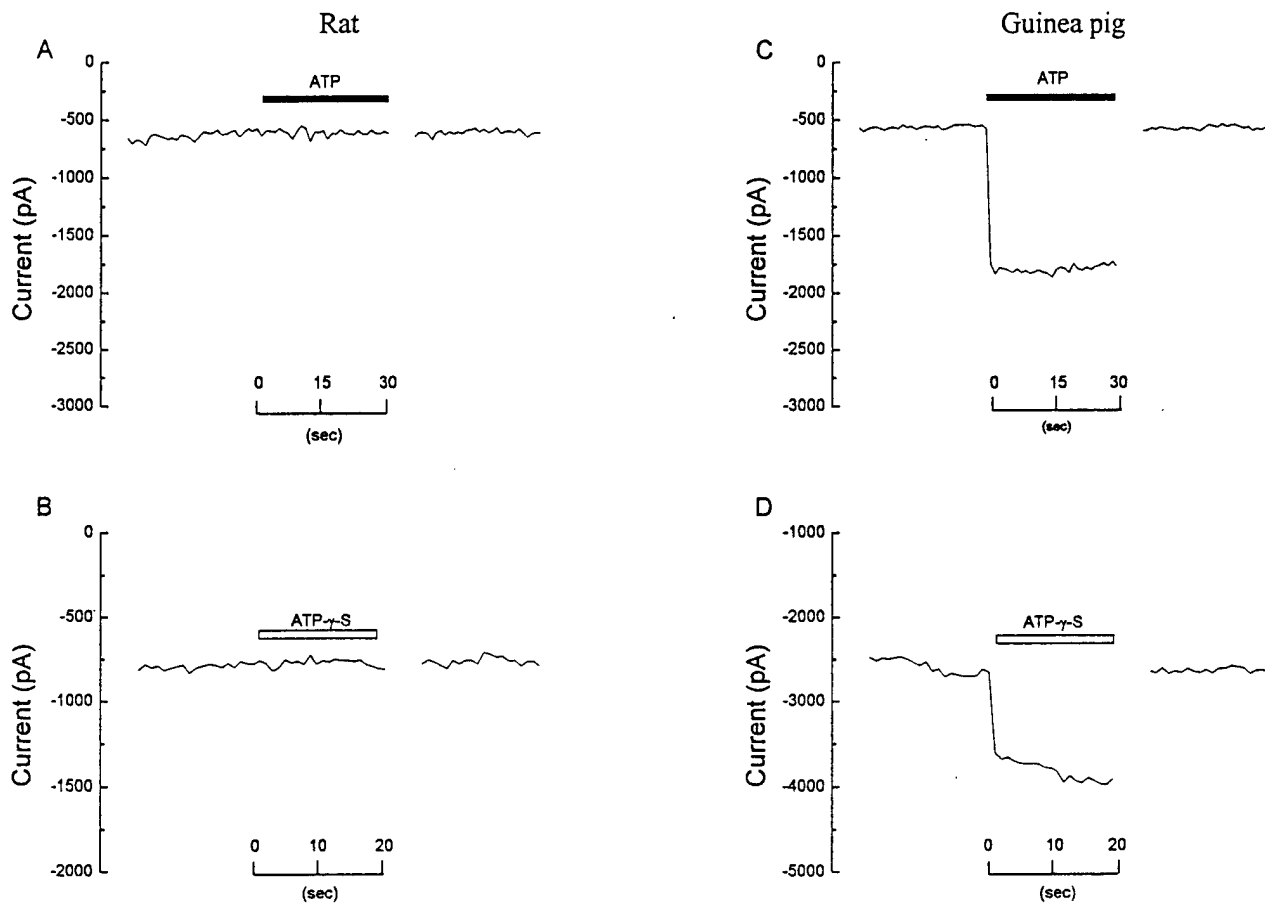 Rat
Guinea pig
A
ATP
0
-500
-1000
-1500
-2000
-2500
-3000
Current (pA)
0 15 30
(sec)
C
ATP
0
-500
-1000
-1500
-2000
-2500
-3000
Current (pA)
0 15 30
(sec)
B
ATP-γ-S
0
-500
-1000
-1500
-2000
Current (pA)
0 10 20
(sec)
D
ATP-γ-S
-1000
-2000
-3000
-4000
-5000
Current (pA)
0 10 20
(sec)